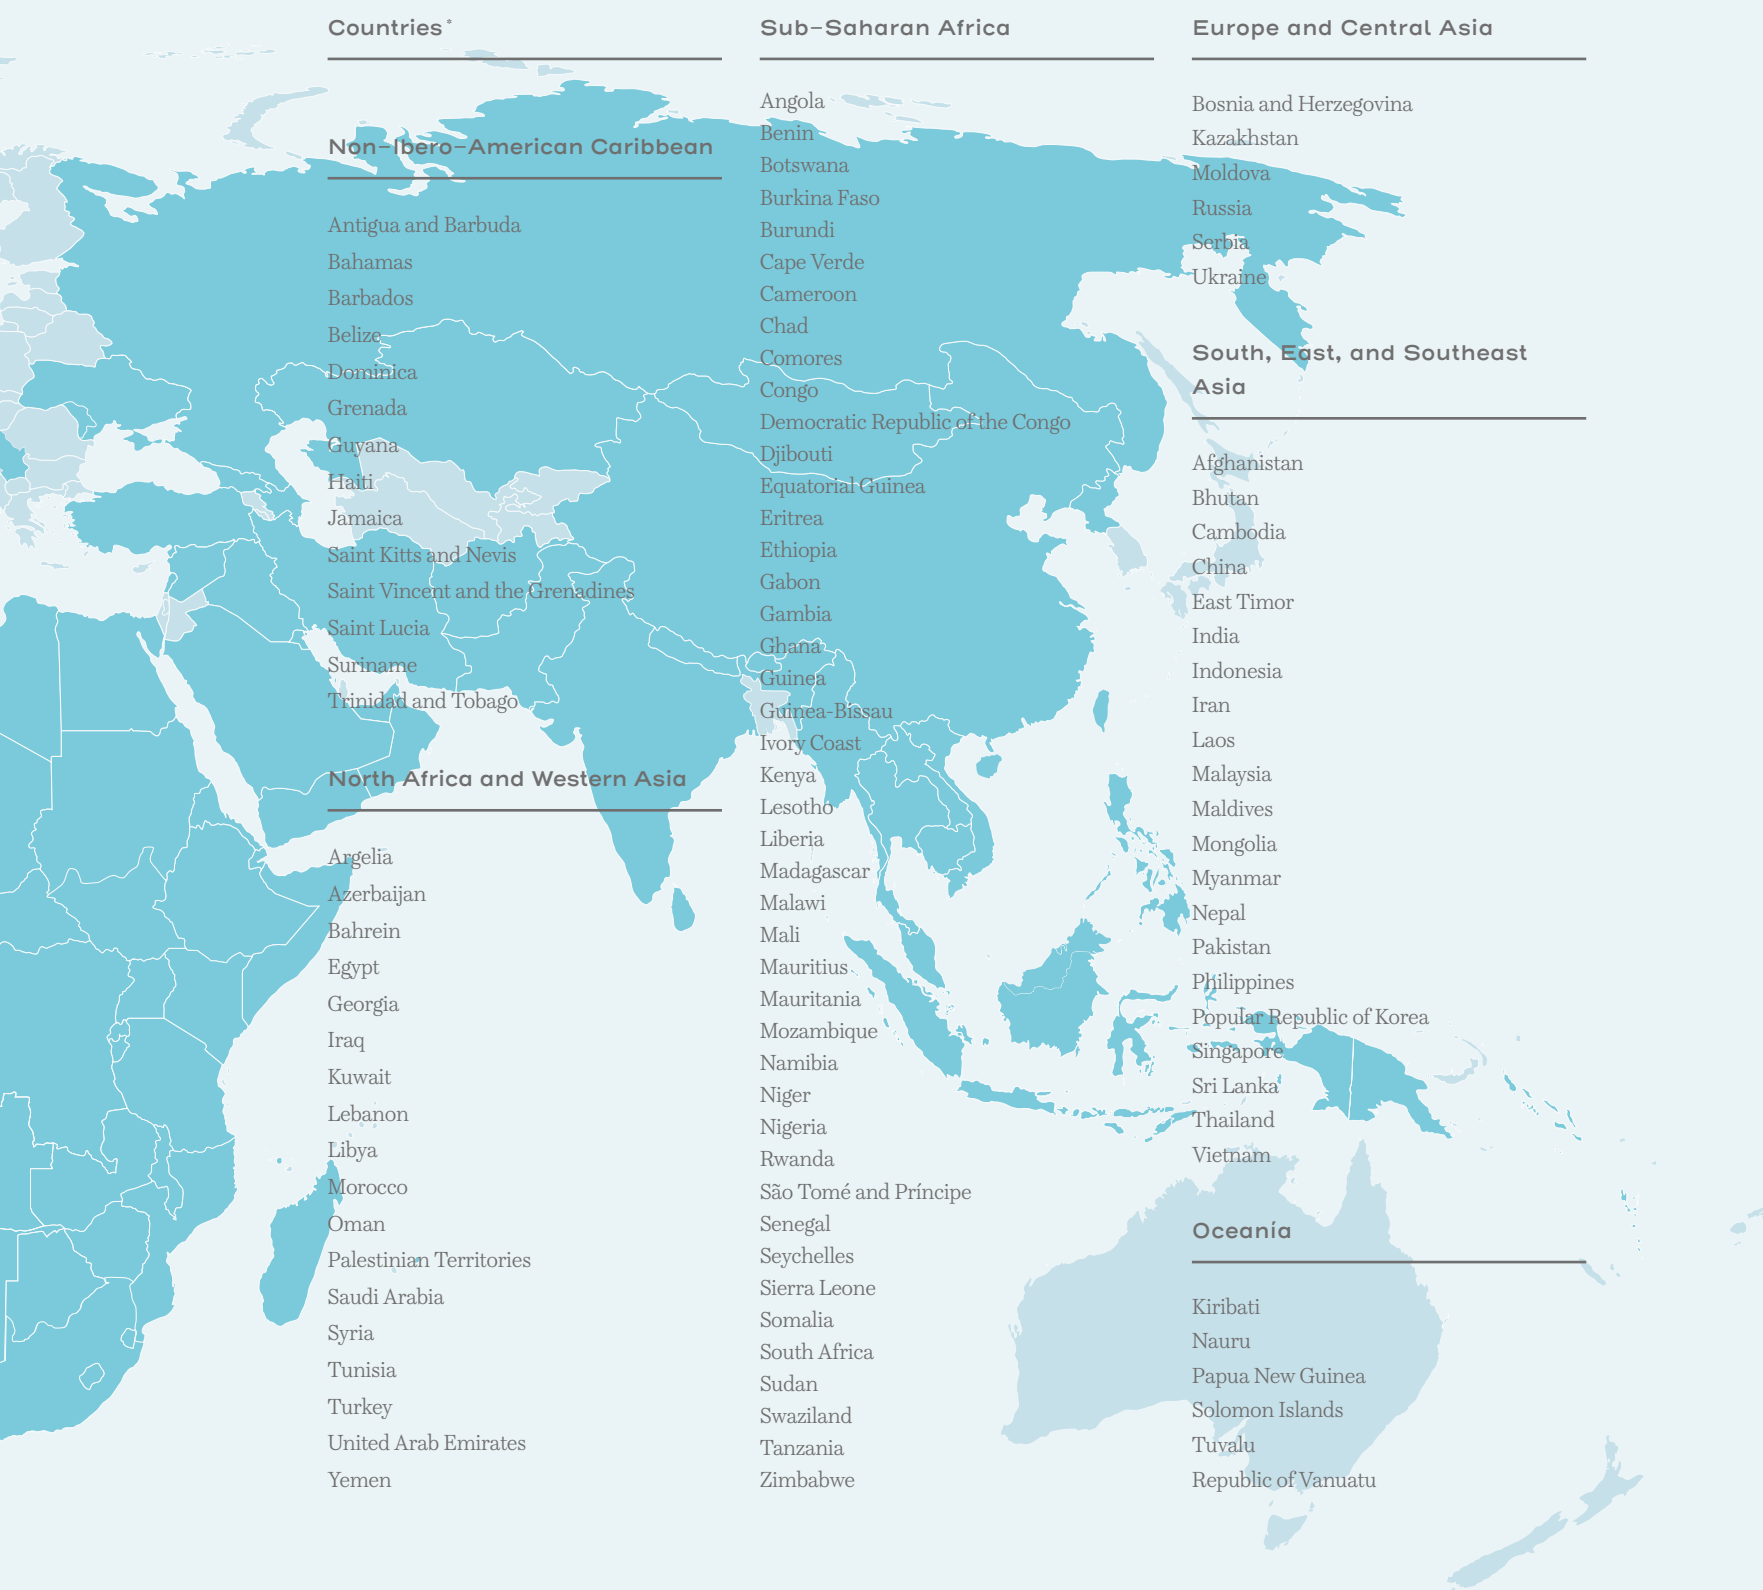 Countries*
Non-Ibero-American Caribbean
Antigua and Barbuda
Bahamas
Barbados
Belize
Dominica
Grenada
Guyana
Haiti
Jamaica
Saint Kitts and Nevis
Saint Vincent and the Grenadines
Saint Lucia
Suriname
Trinidad and Tobago
North Africa and Western Asia
Argelia
Azerbaijan
Bahrein
Egypt
Georgia
Iraq
Kuwait
Lebanon
Libya
Morocco
Oman
Palestinian Territories
Saudi Arabia
Syria
Tunisia
Turkey
United Arab Emirates
Yemen
Sub-Saharan Africa
Angola
Benin
Botswana
Burkina Faso
Burundi
Cape Verde
Cameroon
Chad
Comores
Congo
Democratic Republic of the Congo
Djibouti
Equatorial Guinea
Eritrea
Ethiopia
Gabon
Gambia
Ghana
Guinea
Guinea-Bissau
Ivory Coast
Kenya
Lesotho
Liberia
Madagascar
Malawi
Mali
Mauritius
Mauritania
Mozambique
Namibia
Niger
Nigeria
Rwanda
São Tomé and Príncipe
Senegal
Seychelles
Sierra Leone
Somalia
South Africa
Sudan
Swaziland
Tanzania
Zimbabwe
Europe and Central Asia
Bosnia and Herzegovina
Kazakhstan
Moldova
Russia
Serbia
Ukraine
South, East, and Southeast
Asia
Afghanistan
Bhutan
Cambodia
China
East Timor
India
Indonesia
Iran
Laos
Malaysia
Maldives
Mongolia
Myanmar
Nepal
Pakistan
Philippines
Popular Republic of Korea
Singapore
Sri Lanka
Thailand
Vietnam
Oceanía
Kiribati
Nauru
Papua New Guinea
Solomon Islands
Tuvalu
Republic of Vanuatu